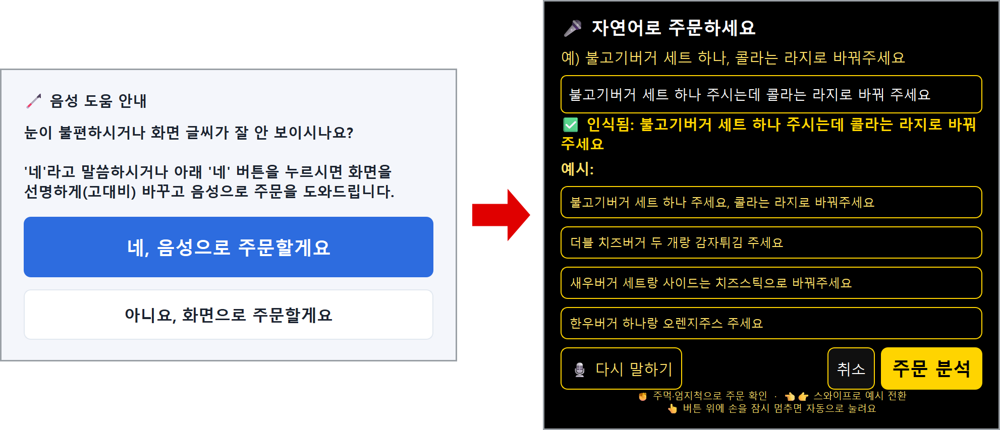 음성 도움 안내
눈이 불편하시거나 화면 글씨가 잘 안 보이시나요?
'네'라고 말씀하시거나 아래 '네' 버튼을 누르시면 화면을
선명하게(고대비) 바꾸고 음성으로 주문을 도와드립니다.
네, 음성으로 주문할게요
아니요, 화면으로 주문할게요
자연어로 주문하세요
예) 불고기버거 세트 하나, 콜라는 라지로 바꿔주세요
불고기버거 세트 하나 주시는데 콜라는 라지로 바꿔 주세요
인식됨: 불고기버거 세트 하나 주시는데 콜라는 라지로 바꿔
주세요
예시:
불고기버거 세트 하나 주세요, 콜라는 라지로 바꿔주세요
더블 치즈버거 두 개랑 감자튀김 주세요
새우버거 세트랑 사이드는 치즈스틱으로 바꿔주세요
한우버거 하나랑 오렌지주스 주세요
다시 말하기
취소
주문 분석
주먹·엄지척으로 주문 확인 · 스와이프로 예시 전환
버튼 위에 손을 잠시 멈추면 자동으로 눌려요